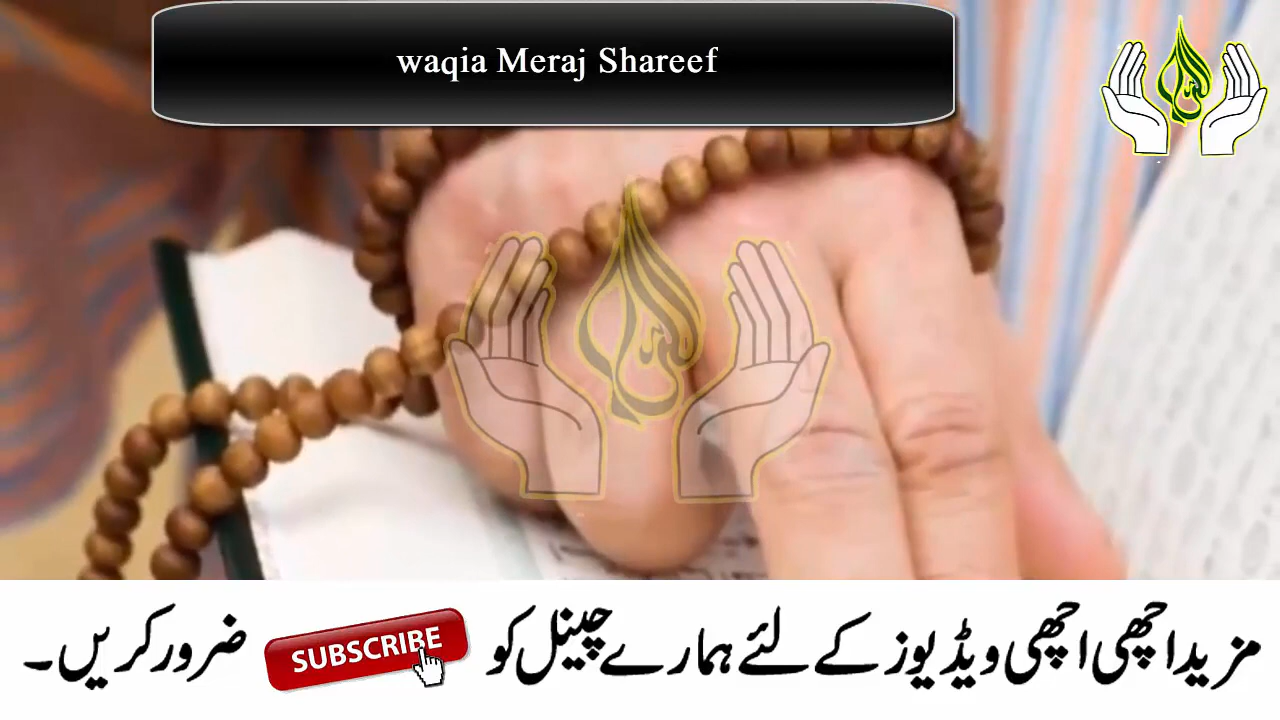 waqia Meraj Shareef
مزید اچھی اچھی ویڈیوز کے لئے ہمارے چینل کو SUBSCRIBE ضرور کریں۔